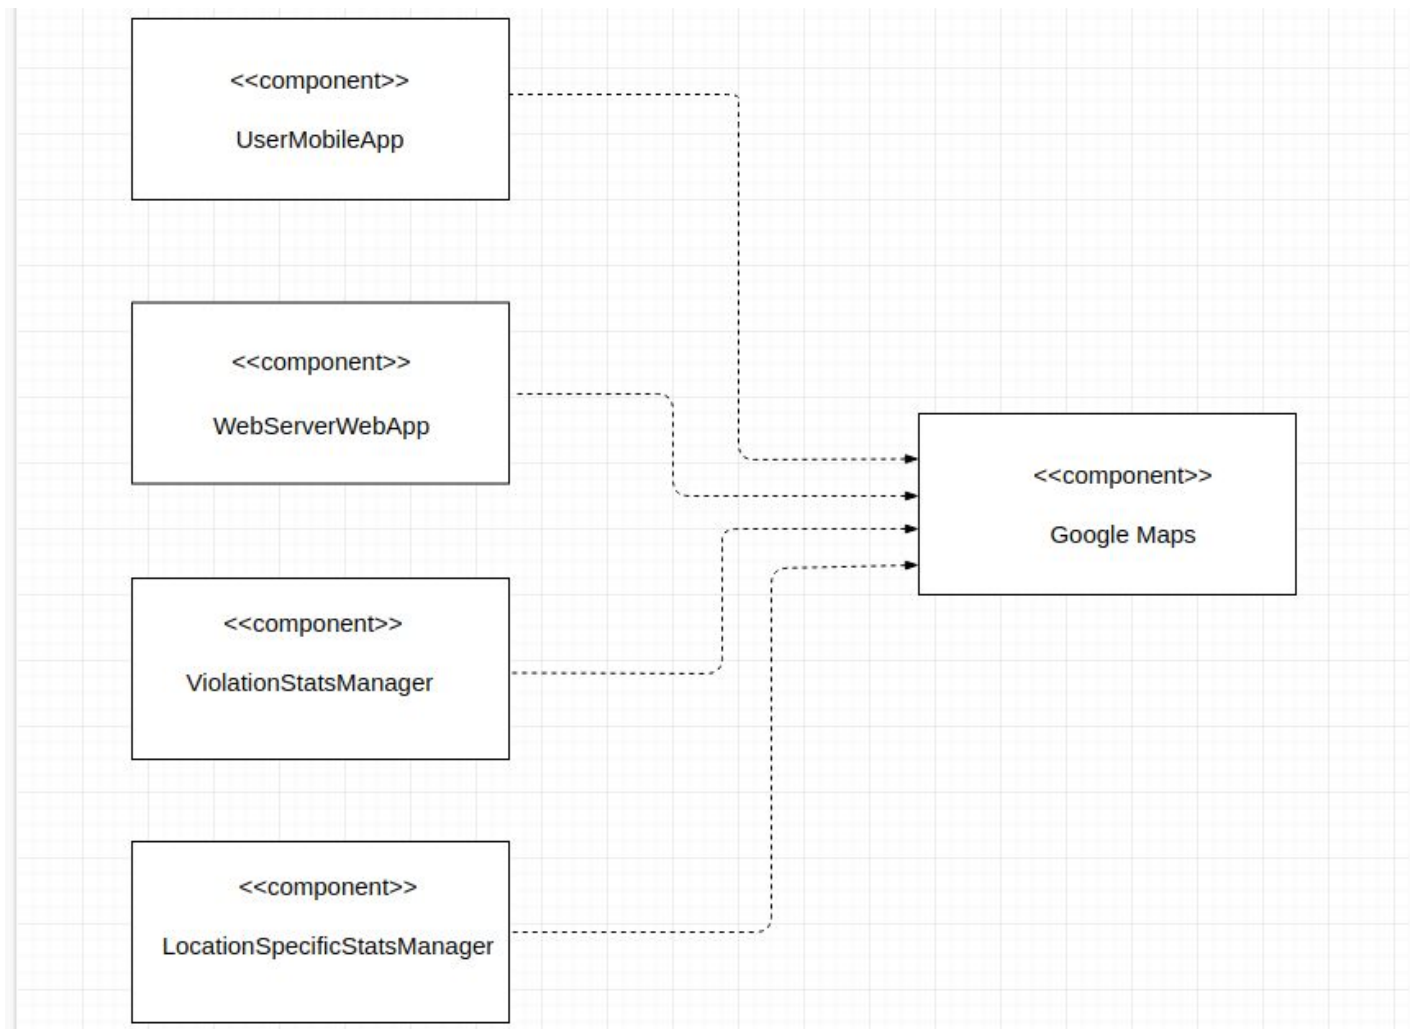 <<component>>
UserMobileApp
<<component>>
WebServerWebApp
<<component>>
Google Maps
<<component>>
ViolationStatsManager
<<component>>
LocationSpecificStatsManager